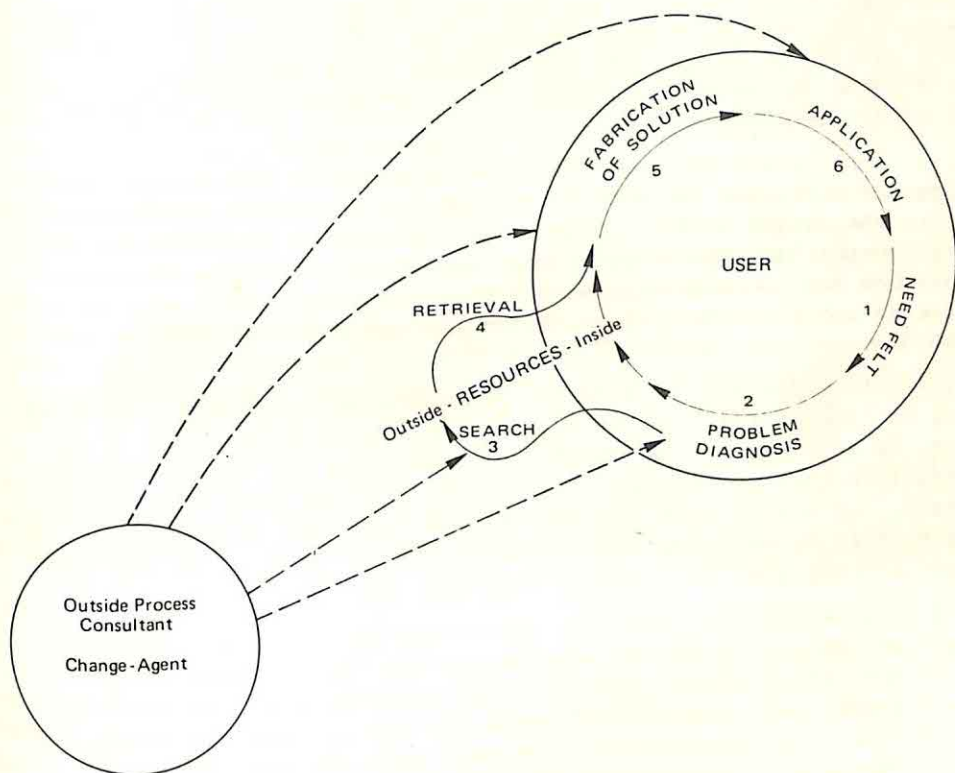 FABRICATION
OF SOLUTION
5
APPLICATION
6
USER
NEED FELT
1
RETRIEVAL
4
Outside - RESOURCES - Inside
SEARCH
3
2
PROBLEM
DIAGNOSIS
Outside Process
Consultant
Change-Agent